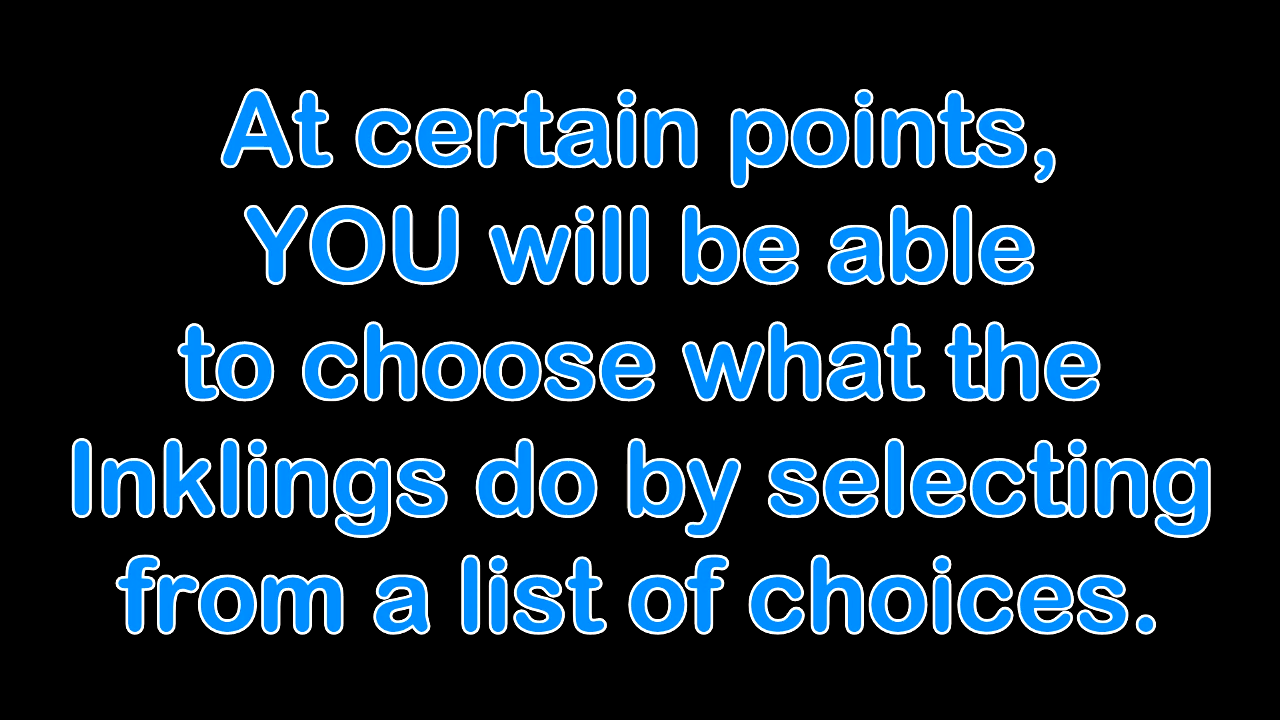 At certain points,
YOU will be able
to choose what the
Inklings do by selecting
from a list of choices.